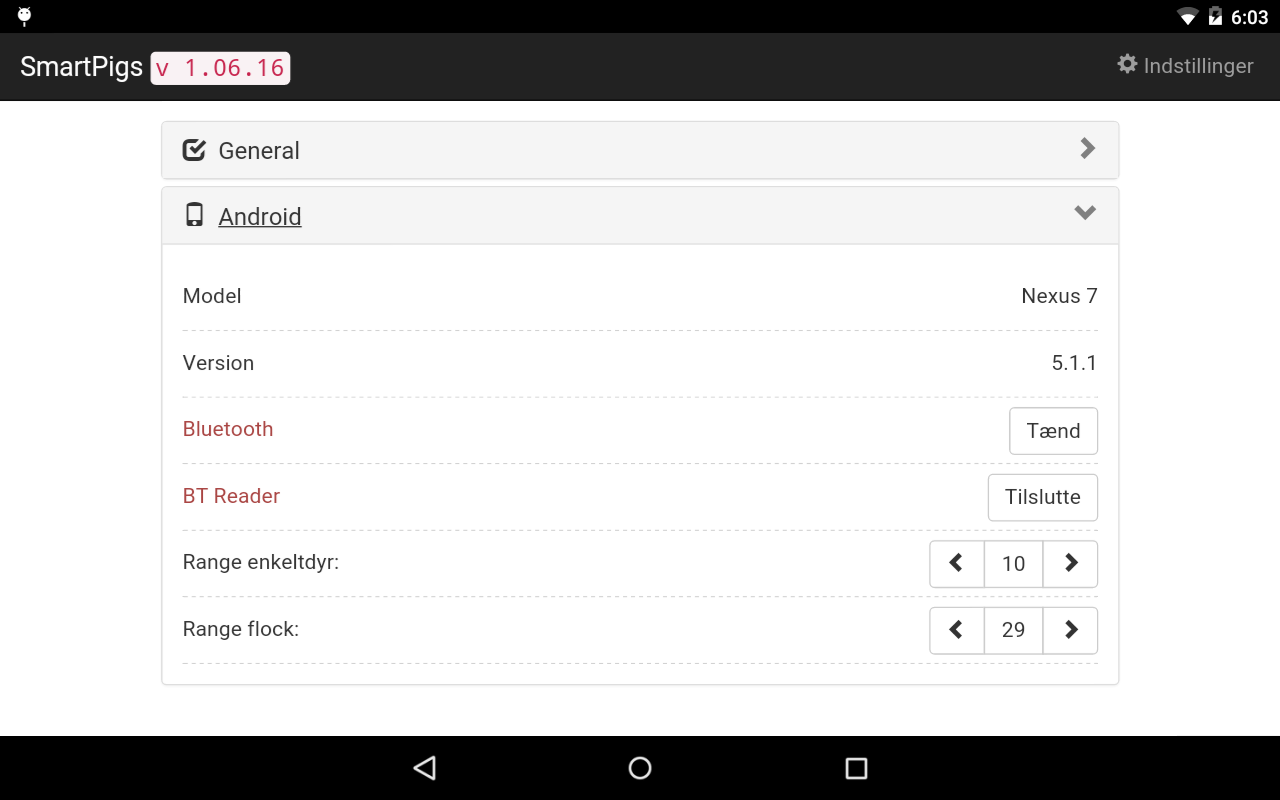 6:03
SmartPigs v 1.06.16
Indstillinger
General
Android
Model Nexus 7
Version 5.1.1
Bluetooth Tænd
BT Reader Tilslutte
Range enkeltdyr: 10
Range flock: 29